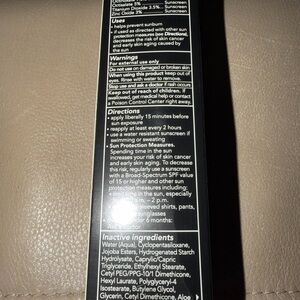 Octisalate 5% Sunscreen
Titanium Dioxide 3.5%... Sunscreen
Zinc Oxide 3% Sunscreen
Uses
• helps prevent sunburn
• if used as directed with other sun
protection measures (see Directions),
decreases the risk of skin cancer
and early skin aging caused by
the sun
Warnings
For external use only
Do not use on damaged or broken skin
When using this product keep out of
eyes. Rinse with water to remove.
Stop use and ask a doctor if rash occurs
Keep out of reach of children. If
swallowed, get medical help or contact
a Poison Control Center right away.
Directions
• apply liberally 15 minutes before
sun exposure
• reapply at least every 2 hours
• use a water resistant sunscreen if
swimming or sweating
• Sun Protection Measures.
Spending time in the sun
increases your risk of skin cancer
and early skin aging. To decrease
this risk, regularly use a sunscreen
with a Broad-Spectrum SPF value
of 15 or higher and other sun
protection measures including:
time in the sun, especially
a.m. – 2 p.m.
sleeved shirts, pants,
sunglasses
under 6 months:
Inactive ingredients
Water (Aqua), Cyclopentasiloxane,
Jojoba Esters, Hydrogenated Starch
Hydrolysate, Caprylic/Capric
Triglyceride, Ethylhexyl Stearate,
Cetyl PEG/PPG-10/1 Dimethicone,
Hexyl Laurate, Polyglyceryl-4
Isostearate, Butylene Glycol,
Glycerin, Cetyl Dimethicone, Aloe